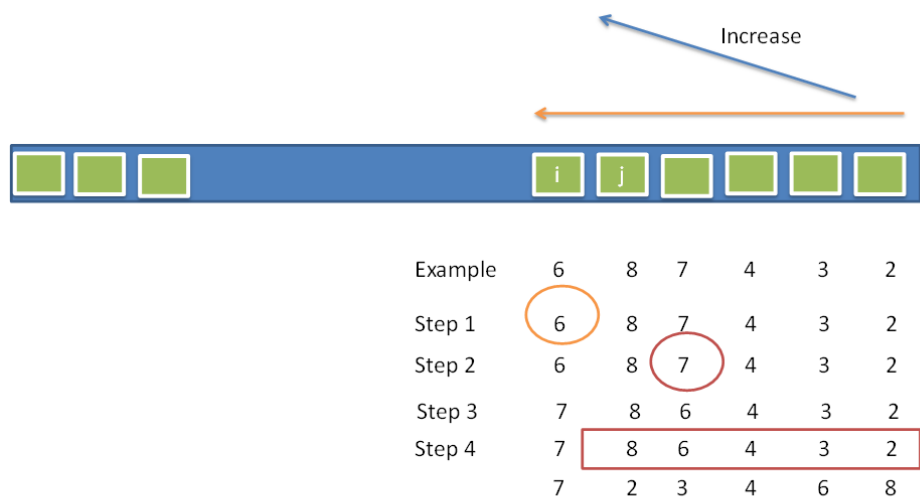 Increase
i j
Example 6 8 7 4 3 2
Step 1 6 8 7 4 3 2
Step 2 6 8 7 4 3 2
Step 3 7 8 6 4 3 2
Step 4 7 8 6 4 3 2
7 2 3 4 6 8